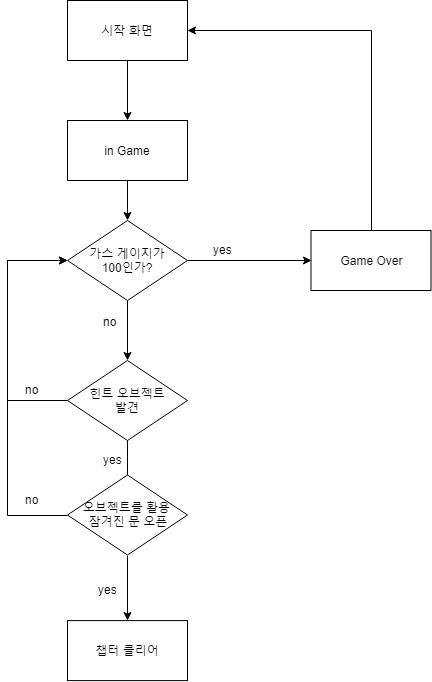 시작 화면
in Game
가스 게이지가
100인가?
yes
Game Over
no
힌트 오브젝트
발견
no
yes
오브젝트를 활용
잠겨진 문 오픈
no
yes
챕터 클리어